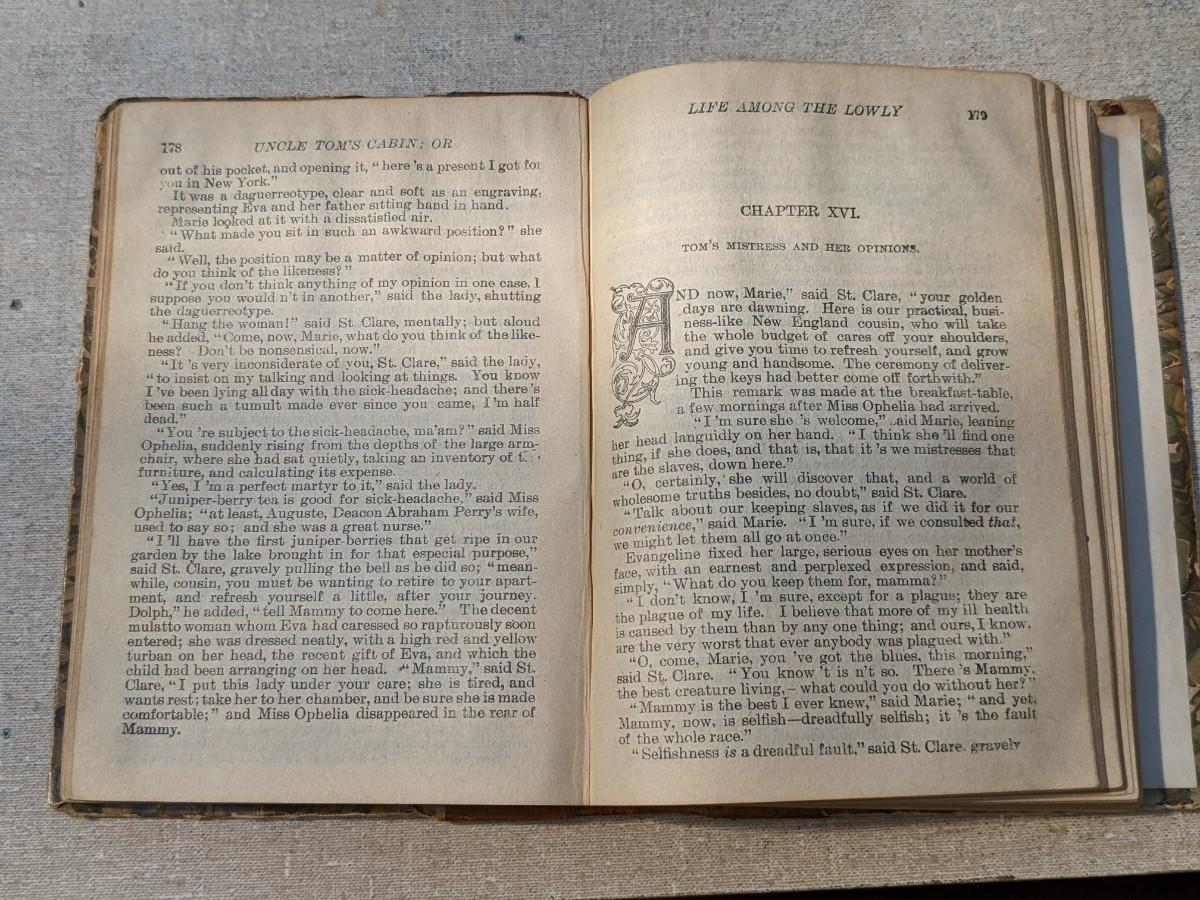 178 UNCLE TOM'S CABIN; OR
out of his pocket, and opening it, "here's a present I got for
you in New York."
It was a daguerreotype, clear and soft as an engraving,
representing Eva and her father sitting hand in hand.
Marie looked at it with a dissatisfied air.
"What made you sit in such an awkward position?" she
said.
"Well, the position may be a matter of opinion; but what
do you think of the likeness?"
"If you don't think anything of my opinion in one case, I
suppose you would n't in another," said the lady, shutting
the daguerreotype.
"Hang the woman!" said St. Clare, mentally; but aloud
he added, "Come, now, Marie, what do you think of the like-
ness? Don't be nonsensical, now."
"It 's very inconsiderate of you, St. Clare," said the lady,
"to insist on my talking and looking at things. You know
I 've been lying all day with the sick-headache; and there's
been such a tumult made ever since you came, I 'm half
dead."
"You 're subject to the sick-headache, ma'am?" said Miss
Ophelia, suddenly rising from the depths of the large arm-
chair, where she had sat quietly, taking an inventory of t
furniture, and calculating its expense.
"Yes, I 'm a perfect martyr to it," said the lady.
"Juniper-berry tea is good for sick-headache," said Miss
Ophelia; "at least, Auguste, Deacon Abraham Perry's wife,
used to say so; and she was a great nurse."
"I 'll have the first juniper-berries that get ripe in our
garden by the lake brought in for that especial purpose,"
said St. Clare, gravely pulling the bell as he did so; "mean-
while, cousin, you must be wanting to retire to your apart-
ment, and refresh yourself a little, after your journey.
Dolph," he added, "tell Mammy to come here." The decent
mulatto woman whom Eva had caressed so rapturously soon
entered; she was dressed neatly, with a high red and yellow
turban on her head, the recent gift of Eva, and which the
child had been arranging on her head. "Mammy," said St.
Clare, "I put this lady under your care; she is tired, and
wants rest; take her to her chamber, and be sure she is made
comfortable;" and Miss Ophelia disappeared in the rear of
Mammy.
LIFE AMONG THE LOWLY 179
CHAPTER XVI.
TOM'S MISTRESS AND HER OPINIONS.
AND now, Marie," said St. Clare, "your golden
days are dawning. Here is our practical, busi-
ness-like New England cousin, who will take
the whole budget of cares off your shoulders,
and give you time to refresh yourself, and grow
young and handsome. The ceremony of deliver-
ing the keys had better come off forthwith."
This remark was made at the breakfast-table,
a few mornings after Miss Ophelia had arrived.
"I 'm sure she 's welcome," said Marie, leaning
her head languidly on her hand. "I think she 'll find one
thing, if she does, and that is, that it 's we mistresses that
are the slaves, down here."
"O, certainly, she will discover that, and a world of
wholesome truths besides, no doubt," said St. Clare.
"Talk about our keeping slaves, as if we did it for our
convenience," said Marie. "I 'm sure, if we consulted that,
we might let them all go at once."
Evangeline fixed her large, serious eyes on her mother's
face, with an earnest and perplexed expression, and said,
simply, "What do you keep them for, mamma?"
"I don't know, I 'm sure, except for a plague; they are
the plague of my life. I believe that more of my ill health
is caused by them than by any one thing; and ours, I know,
are the very worst that ever anybody was plagued with."
"O, come, Marie, you 've got the blues, this morning,"
said St. Clare. "You know 't is n't so. There 's Mammy,
the best creature living,– what could you do without her?"
"Mammy is the best I ever knew," said Marie; "and yet,
Mammy, now, is selfish—dreadfully selfish; it 's the fault
of the whole race."
"Selfishness is a dreadful fault," said St. Clare. gravely